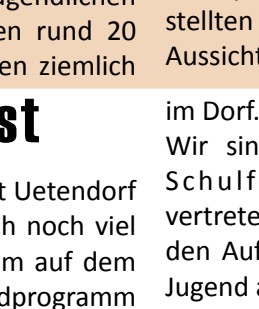 en rund 20
en ziemlich
st
t Uetendorf
ch noch viel
m auf dem
dprogramm
stellten
Aussicht
im Dorf.
Wir sin
Schulf
vertrete
den Auf
Jugend a